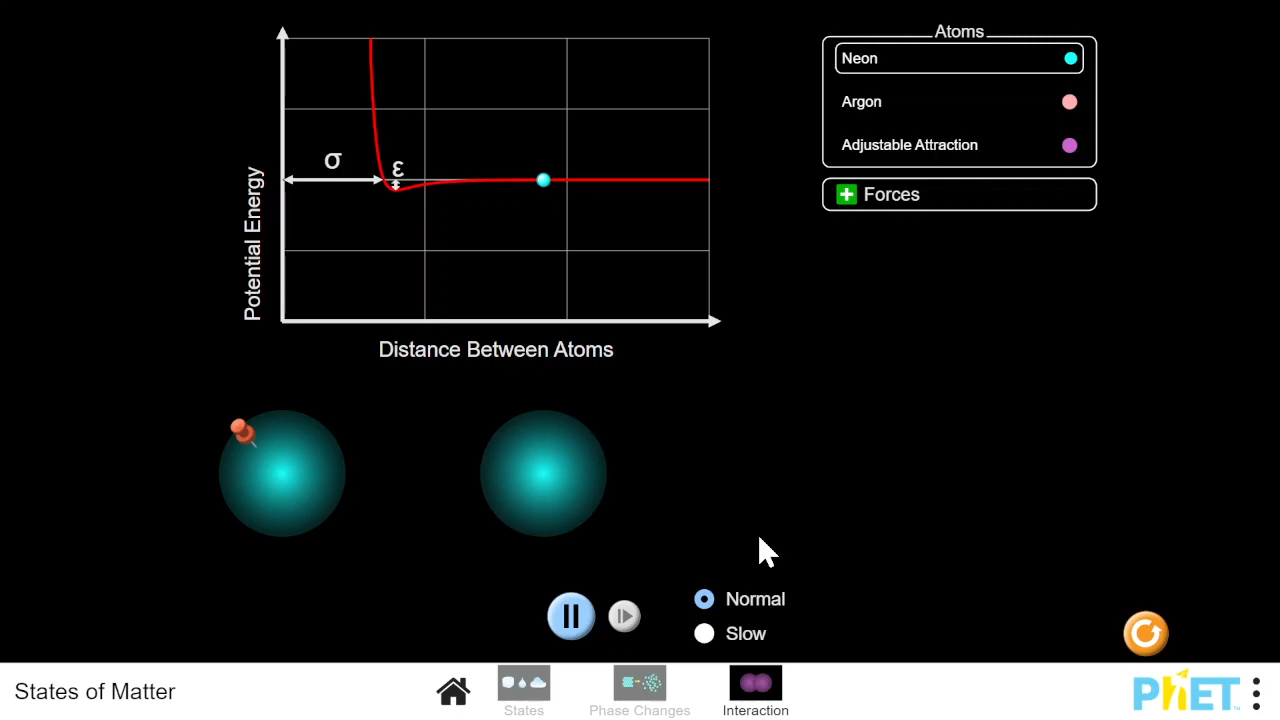 Atoms
Neon
Argon
Adjustable Attraction
Forces
σ
ε
Potential Energy
Distance Between Atoms
Normal
Slow
States of Matter
States
Phase Changes
Interaction
PhET